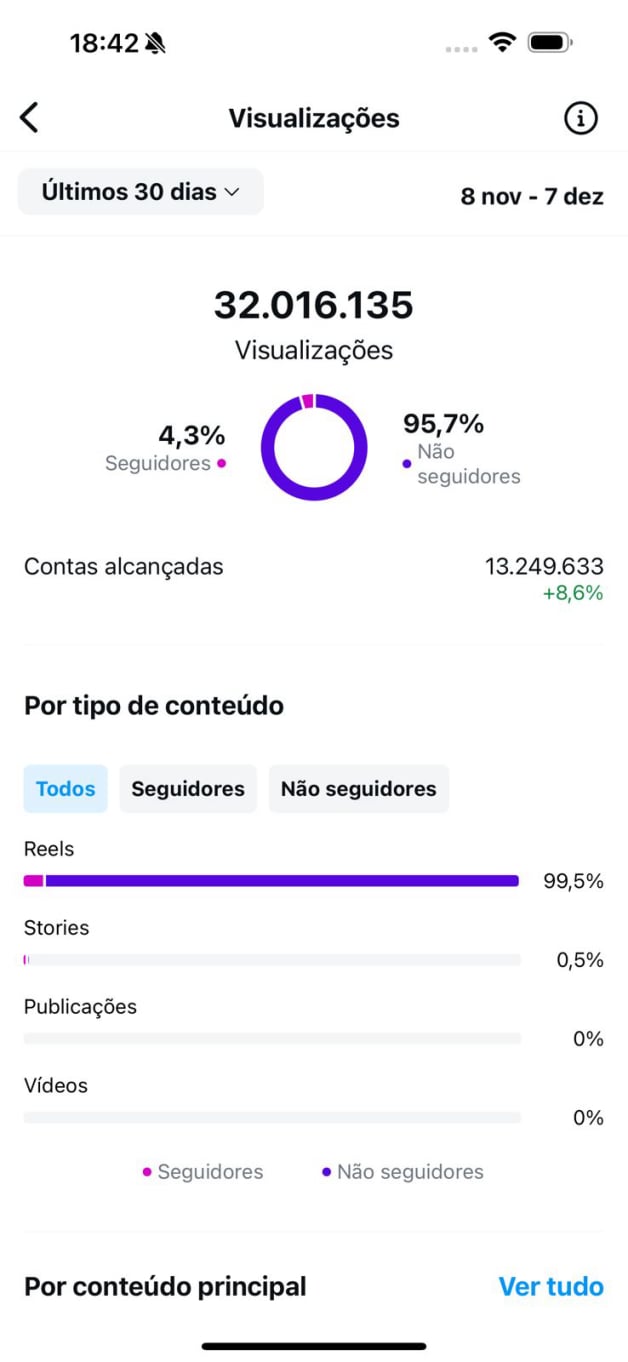 18:42
Visualizações
Últimos 30 dias
8 nov - 7 dez
32.016.135
Visualizações
4,3%
Seguidores
95,7%
Não
seguidores
Contas alcançadas
13.249.633
+8,6%
Por tipo de conteúdo
Todos
Seguidores
Não seguidores
Reels
99,5%
Stories
0,5%
Publicações
0%
Vídeos
0%
Seguidores
Não seguidores
Por conteúdo principal
Ver tudo